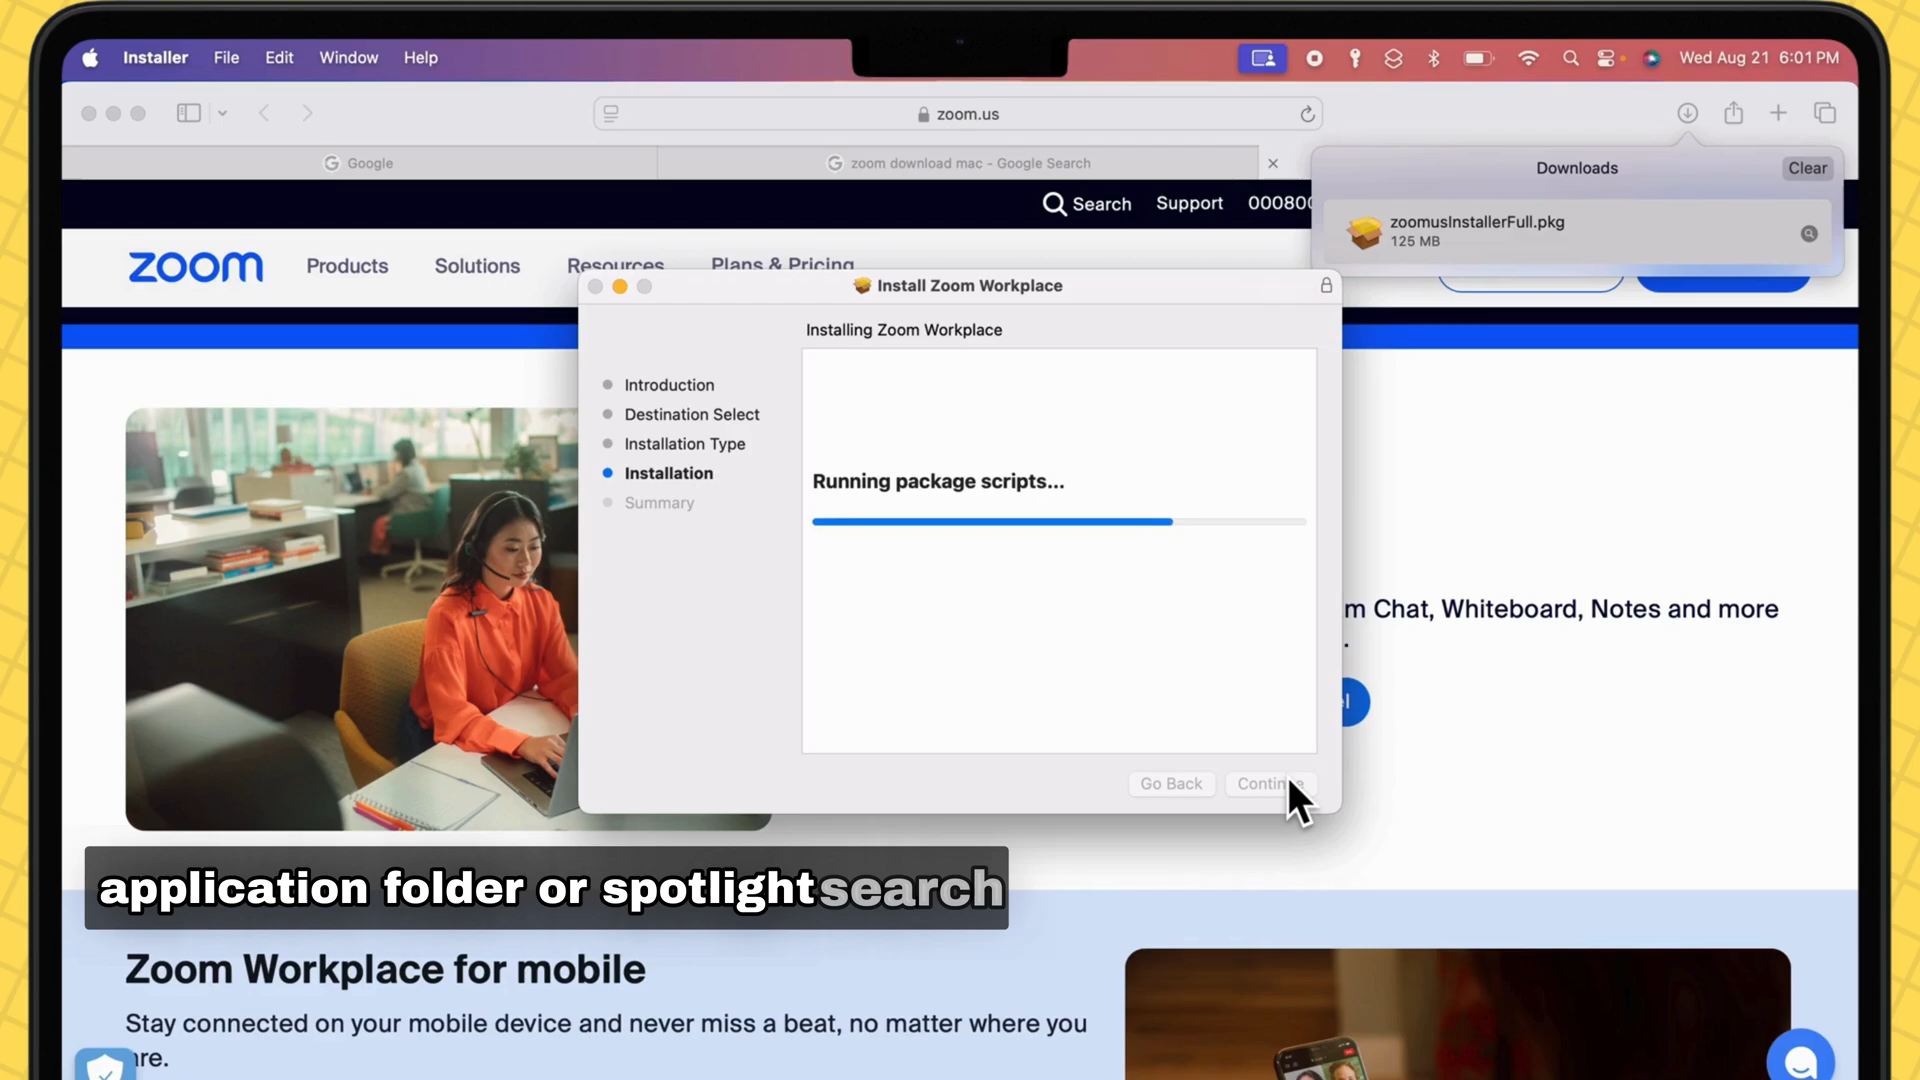 Installer File Edit Window Help
Wed Aug 21 6:01 PM
zoom.us
Google
zoom download mac - Google Search
Downloads
Clear
zoomusInstallerFull.pkg
125 MB
Search Support 00080
zoom Products Solutions Resources Plans & Pricing
Install Zoom Workplace
Installing Zoom Workplace
Introduction
Destination Select
Installation Type
Installation
Summary
Running package scripts...
m Chat, Whiteboard, Notes and more
.
Go Back
application folder or spotlight search
Zoom Workplace for mobile
Stay connected on your mobile device and never miss a beat, no matter where you